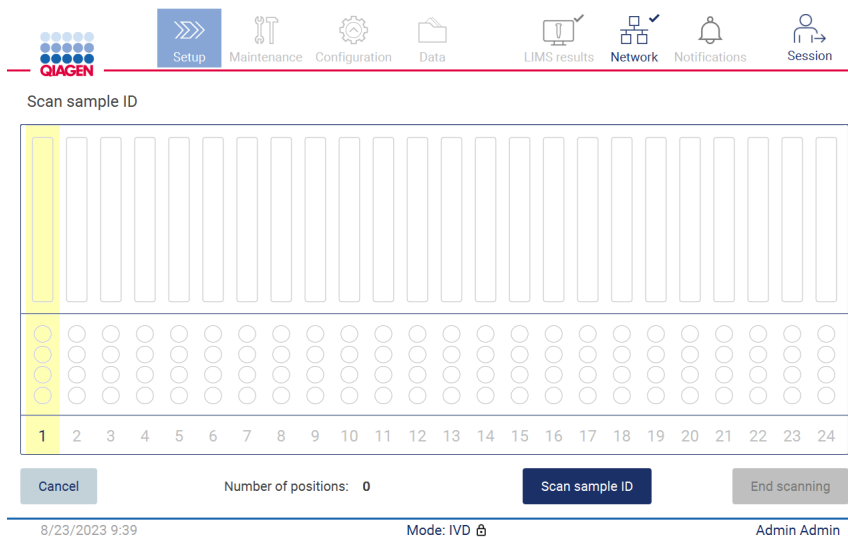 QIAGEN
Setup
Maintenance
Configuration
Data
LIMS results
Network
Notifications
Session
Scan sample ID
1 2 3 4 5 6 7 8 9 10 11 12 13 14 15 16 17 18 19 20 21 22 23 24
Cancel
Number of positions: 0
Scan sample ID
End scanning
8/23/2023 9:39
Mode: IVD
Admin Admin